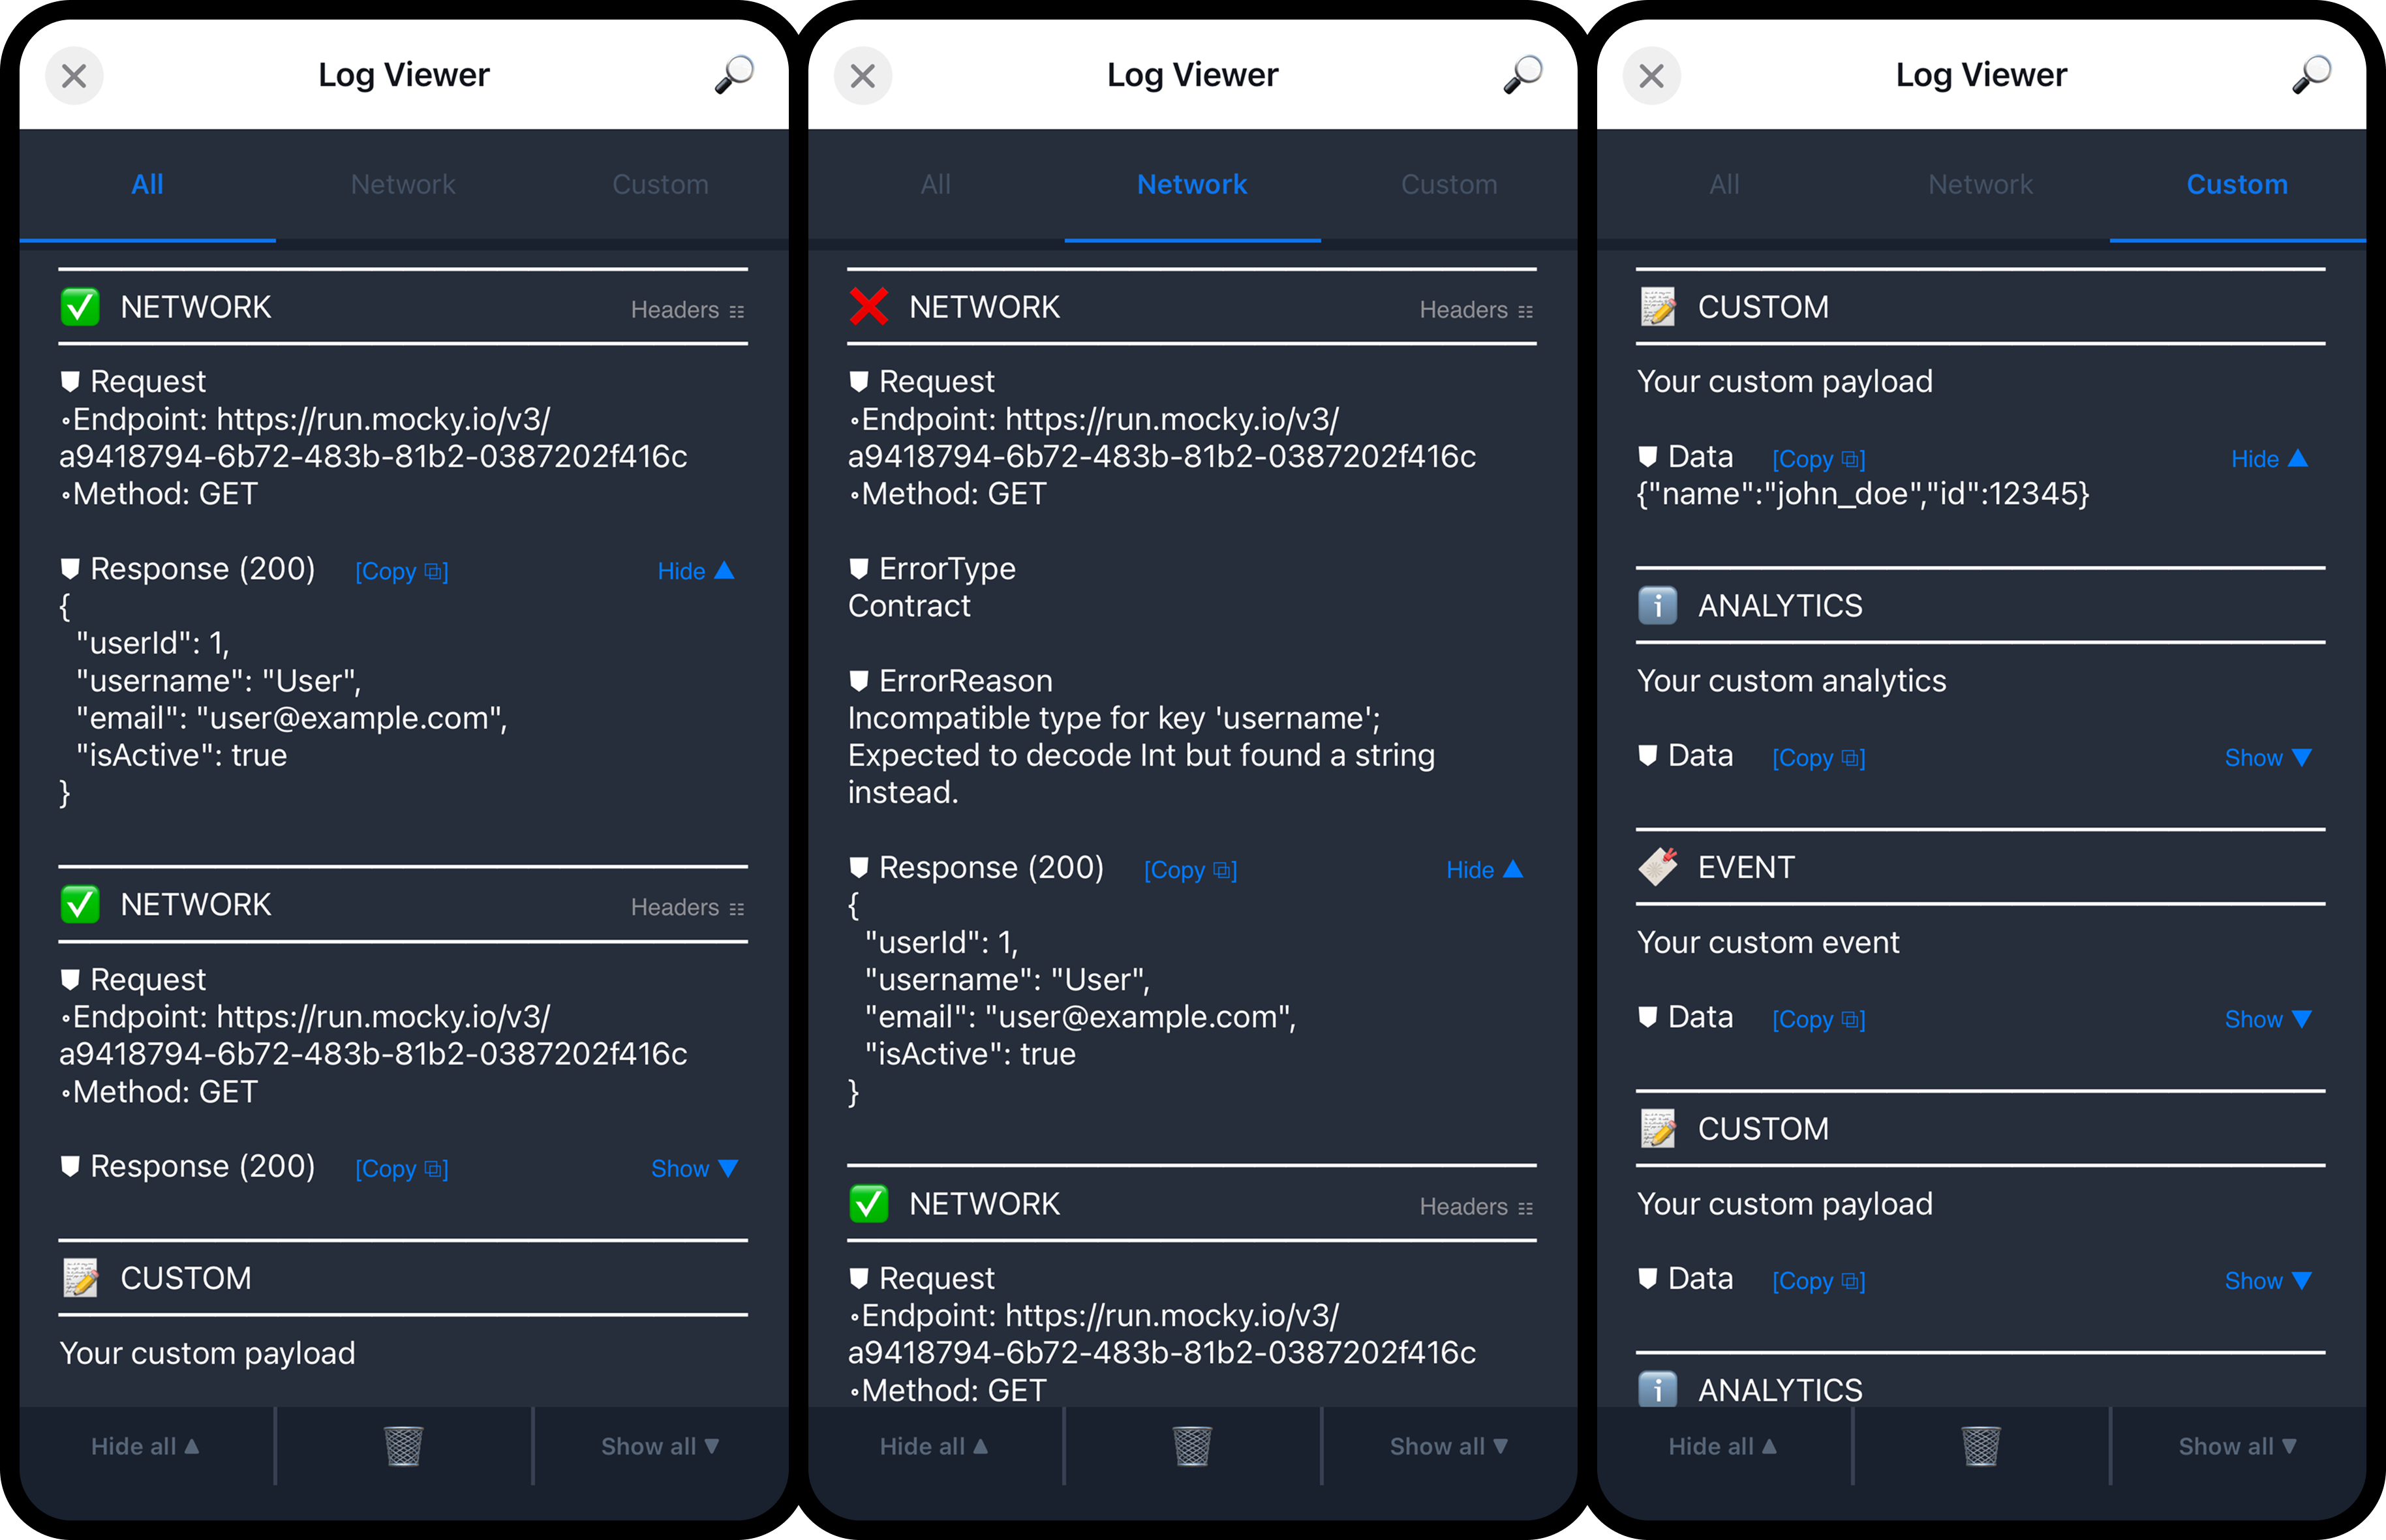 Log Viewer
All Network Custom
NETWORK Headers
Request
◦Endpoint: https://run.mocky.io/v3/
a9418794-6b72-483b-81b2-0387202f416c
◦Method: GET
Response (200) [Copy ⧉] Hide ▲
{
"userId": 1,
"username": "User",
"email": "user@example.com",
"isActive": true
}
NETWORK Headers
Request
◦Endpoint: https://run.mocky.io/v3/
a9418794-6b72-483b-81b2-0387202f416c
◦Method: GET
Response (200) [Copy ⧉] Show ▼
CUSTOM
Your custom payload
Hide all ▲ Show all ▼
Log Viewer
All Network Custom
NETWORK Headers
Request
◦Endpoint: https://run.mocky.io/v3/
a9418794-6b72-483b-81b2-0387202f416c
◦Method: GET
ErrorType
Contract
ErrorReason
Incompatible type for key 'username';
Expected to decode Int but found a string
instead.
Response (200) [Copy ⧉] Hide ▲
{
"userId": 1,
"username": "User",
"email": "user@example.com",
"isActive": true
}
NETWORK Headers
Request
◦Endpoint: https://run.mocky.io/v3/
a9418794-6b72-483b-81b2-0387202f416c
◦Method: GET
Hide all ▲ Show all ▼
Log Viewer
All Network Custom
CUSTOM
Your custom payload
Data [Copy ⧉] Hide ▲
{"name":"john_doe","id":12345}
ANALYTICS
Your custom analytics
Data [Copy ⧉] Show ▼
EVENT
Your custom event
Data [Copy ⧉] Show ▼
CUSTOM
Your custom payload
Data [Copy ⧉] Show ▼
ANALYTICS
Hide all ▲ Show all ▼